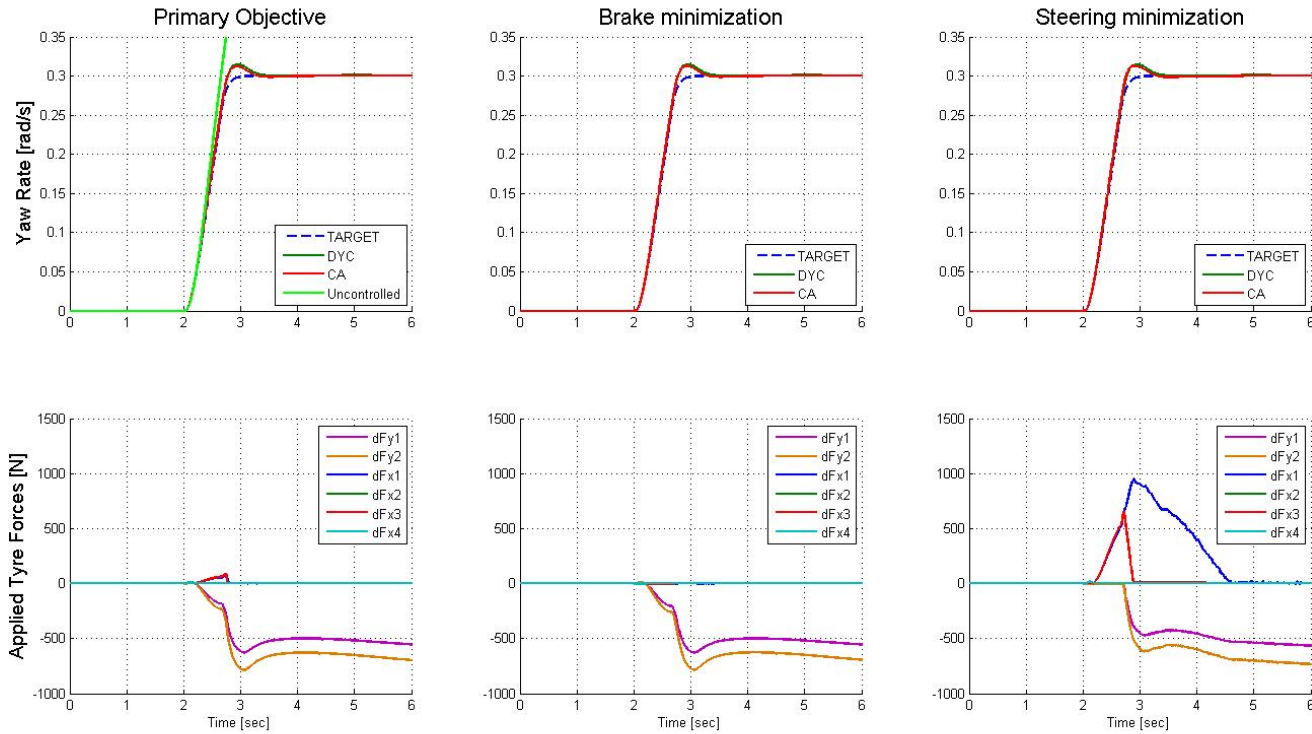 Primary Objective
Brake minimization
Steering minimization
Yaw Rate [rad/s]
0.35
0.3
0.25
0.2
0.15
0.1
0.05
0
0 1 2 3 4 5 6
TARGET
DYC
CA
Uncontrolled
0.35
0.3
0.25
0.2
0.15
0.1
0.05
0
0 1 2 3 4 5 6
TARGET
DYC
CA
0.35
0.3
0.25
0.2
0.15
0.1
0.05
0
0 1 2 3 4 5 6
TARGET
DYC
CA
Applied Tyre Forces [N]
1500
1000
500
0
-500
-1000
0 1 2 3 4 5 6
Time [sec]
dFy1
dFy2
dFx1
dFx2
dFx3
dFx4
1500
1000
500
0
-500
-1000
0 1 2 3 4 5 6
Time [sec]
dFy1
dFy2
dFx1
dFx2
dFx3
dFx4
1500
1000
500
0
-500
-1000
0 1 2 3 4 5 6
Time [sec]
dFy1
dFy2
dFx1
dFx2
dFx3
dFx4